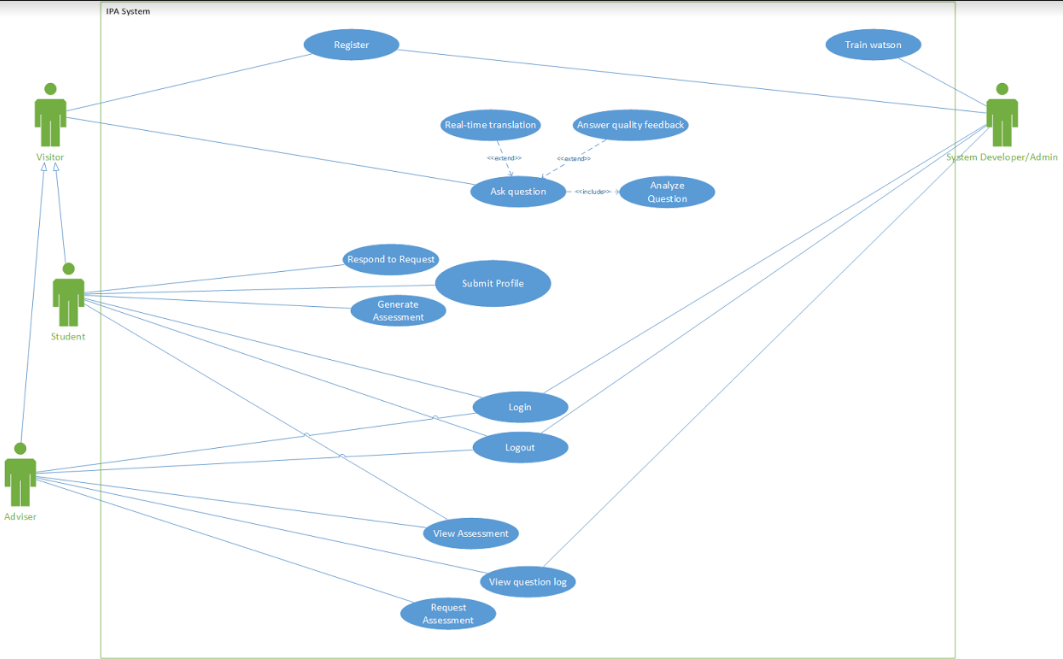 IPA System
Register
Train watson
Real-time translation
Answer quality feedback
Visitor
System Developer/Admin
<<extend>>
<<extend>>
Ask question
<<include>>
Analyze
Question
Respond to Request
Submit Profile
Generate
Assessment
Student
Login
Logout
Adviser
View Assessment
View question log
Request
Assessment